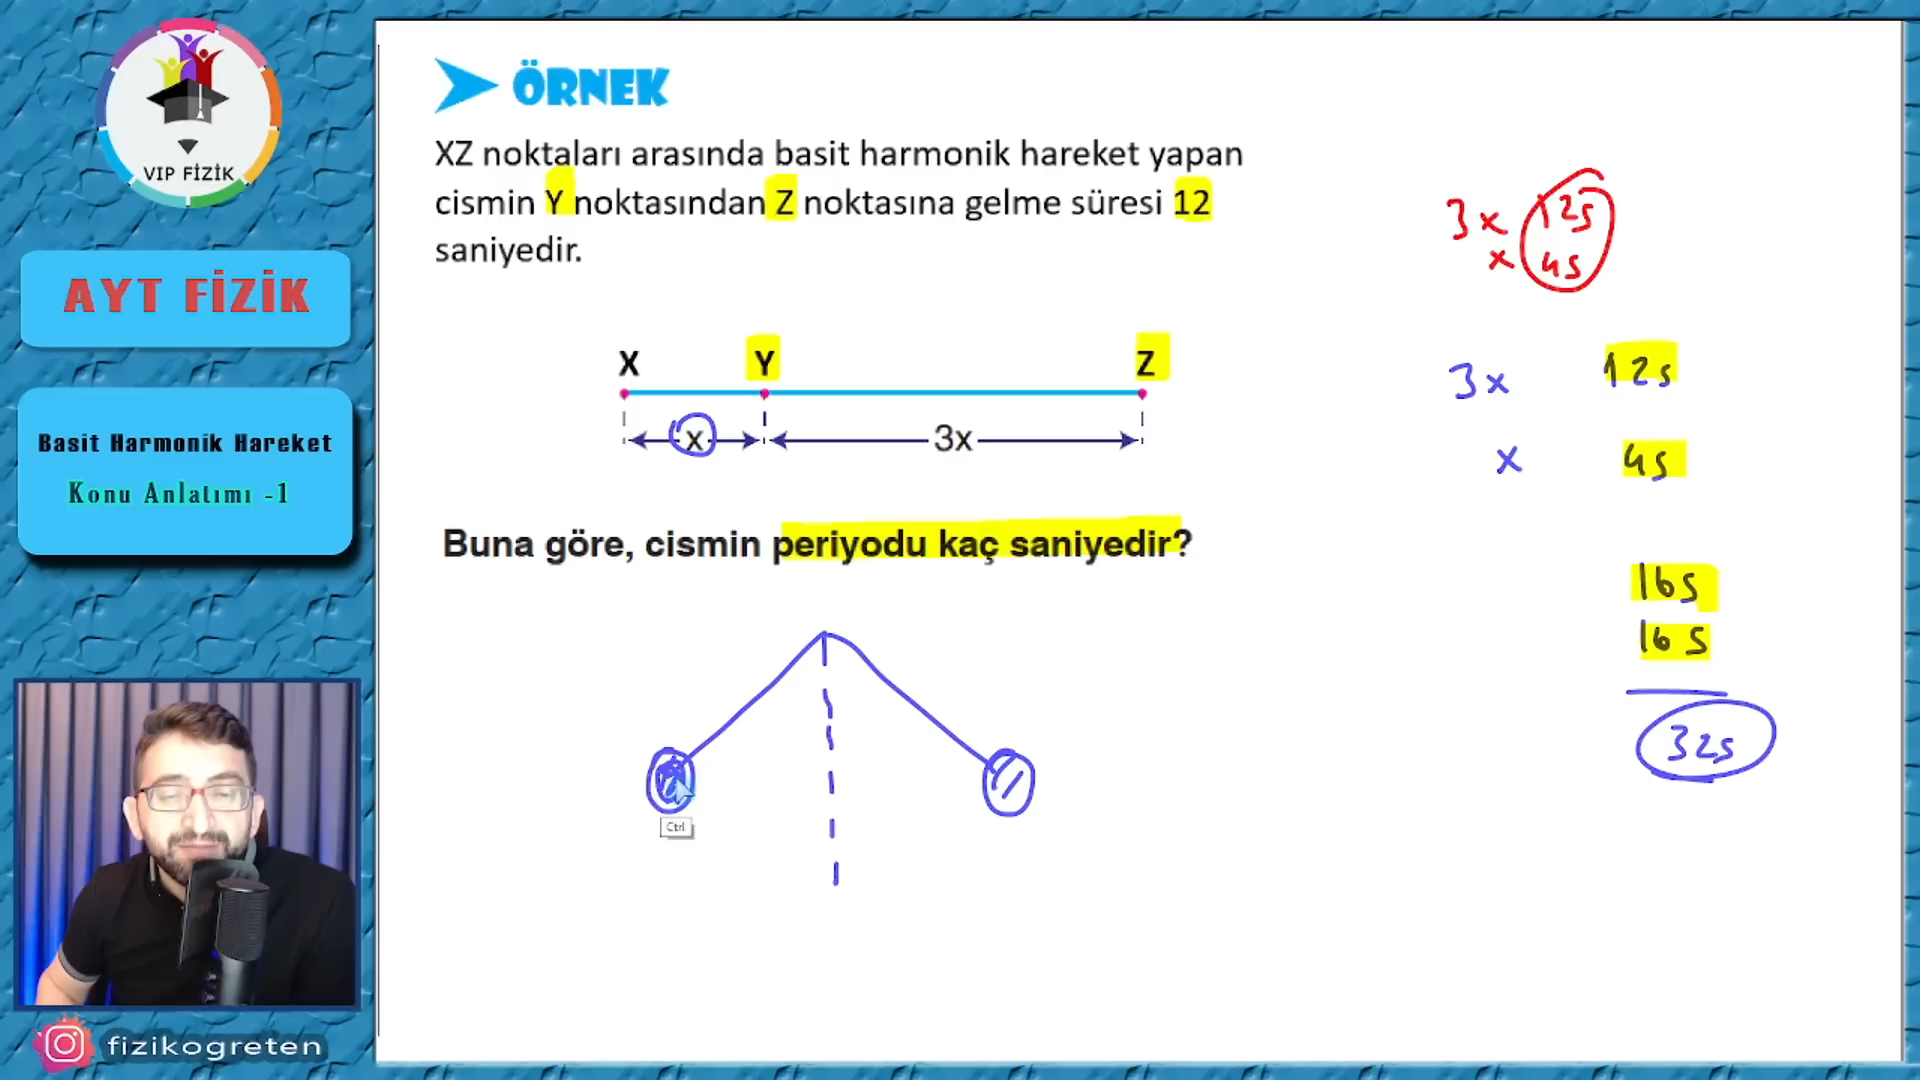 VIP FİZİK
AYT FİZİK
Basit Harmonik Hareket
Konu Anlatımı -1
fizikogreten
ÖRNEK
XZ noktaları arasında basit harmonik hareket yapan
cismin Y noktasından Z noktasına gelme süresi 12
saniyedir.
X Y Z
x 3x
Buna göre, cismin periyodu kaç saniyedir?
Ctrl
3x 12s
x 4s
3x 12s
x 4s
16s
16s
32s